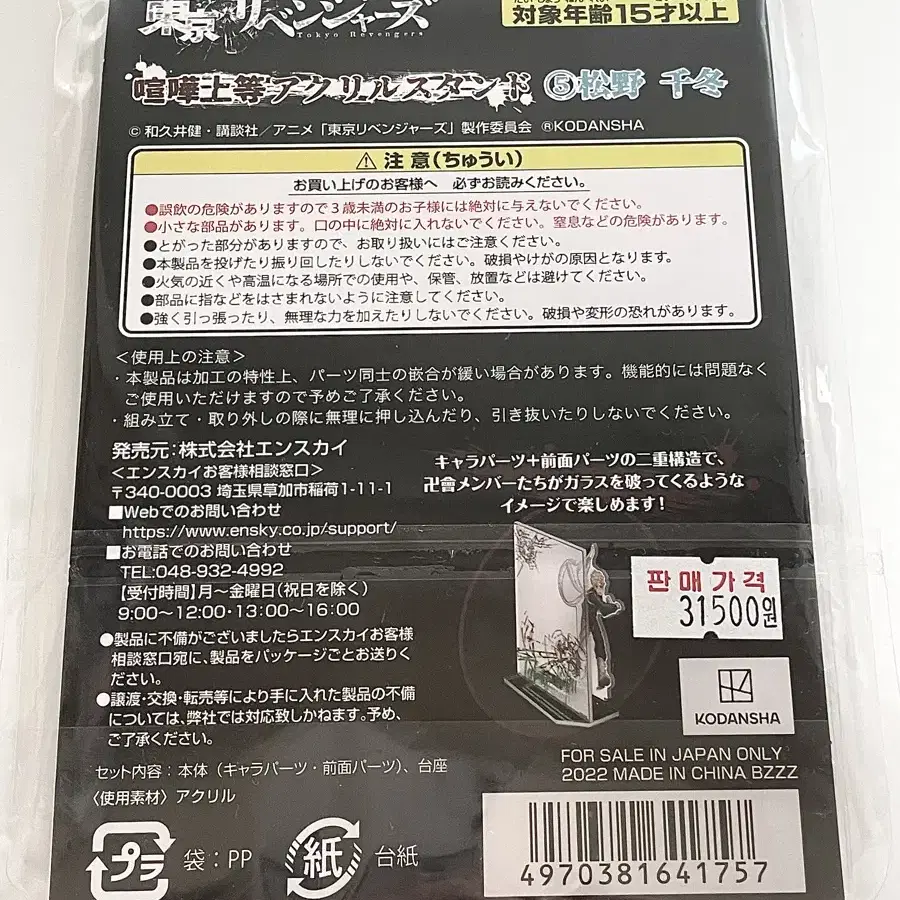 東京リベンジャーズ
Tokyo Revengers
対象年齢15才以上
喧嘩上等アクリルスタンド ⑤松野 千冬
© 和久井健・講談社/アニメ「東京リベンジャーズ」製作委員会 ®KODANSHA
⚠ 注 意(ちゅうい)
お買い上げのお客様へ 必ずお読みください。
●誤飲の危険がありますので3歳未満のお子様には絶対に与えないでください。
●小さな部品があります。口の中に絶対に入れないでください。窒息などの危険があります。
●とがった部分がありますので、お取り扱いにはご注意ください。
●本製品を投げたり振り回したりしないでください。破損やけがの原因となります。
●火気の近くや高温になる場所での使用や、保管、放置などは避けてください。
●部品に指などをはさまれないように注意してください。
●強く引っ張ったり、無理な力を加えたりしないでください。破損や変形の恐れがあります。
<使用上の注意>
・本製品は加工の特性上、パーツ同士の嵌合が緩い場合があります。機能的には問題なく
ご使用いただけますので予めご了承ください。
・組み立て・取り外しの際に無理に押し込んだり、引き抜いたりしないでください。
発売元:株式会社エンスカイ
<エンスカイお客様相談窓口>
〒340-0003 埼玉県草加市稲荷1-11-1
■Webでのお問い合わせ
https://www.ensky.co.jp/support/
■お電話でのお問い合わせ
TEL:048-932-4992
【受付時間】月～金曜日(祝日を除く)
9:00～12:00・13:00～16:00
●製品に不備がございましたらエンスカイお客様
相談窓口宛に、製品をパッケージごとお送りく
ださい。
●譲渡・交換・転売等により手に入れた製品の不備
については、弊社では対応致しかねます。予め、
ご了承ください。
キャラパーツ+前面パーツの二重構造で、
卍會メンバーたちがガラスを破ってくるような
イメージで楽しめます!
판매가격
31500원
KODANSHA
FOR SALE IN JAPAN ONLY
2022 MADE IN CHINA BZZZ
セット内容:本体(キャラパーツ・前面パーツ)、台座
〈使用素材〉アクリル
プラ 袋:PP
紙 台紙
4970381641757